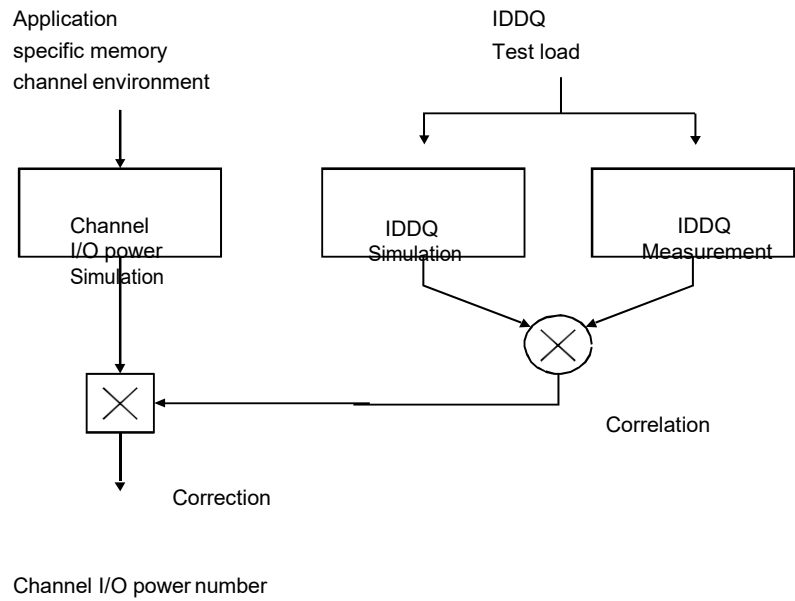 Application
specific memory
channel environment
IDDQ
Test load
Channel
I/O power
Simulation
IDDQ
Simulation
IDDQ
Measurement
Correlation
Correction
Channel I/O power number